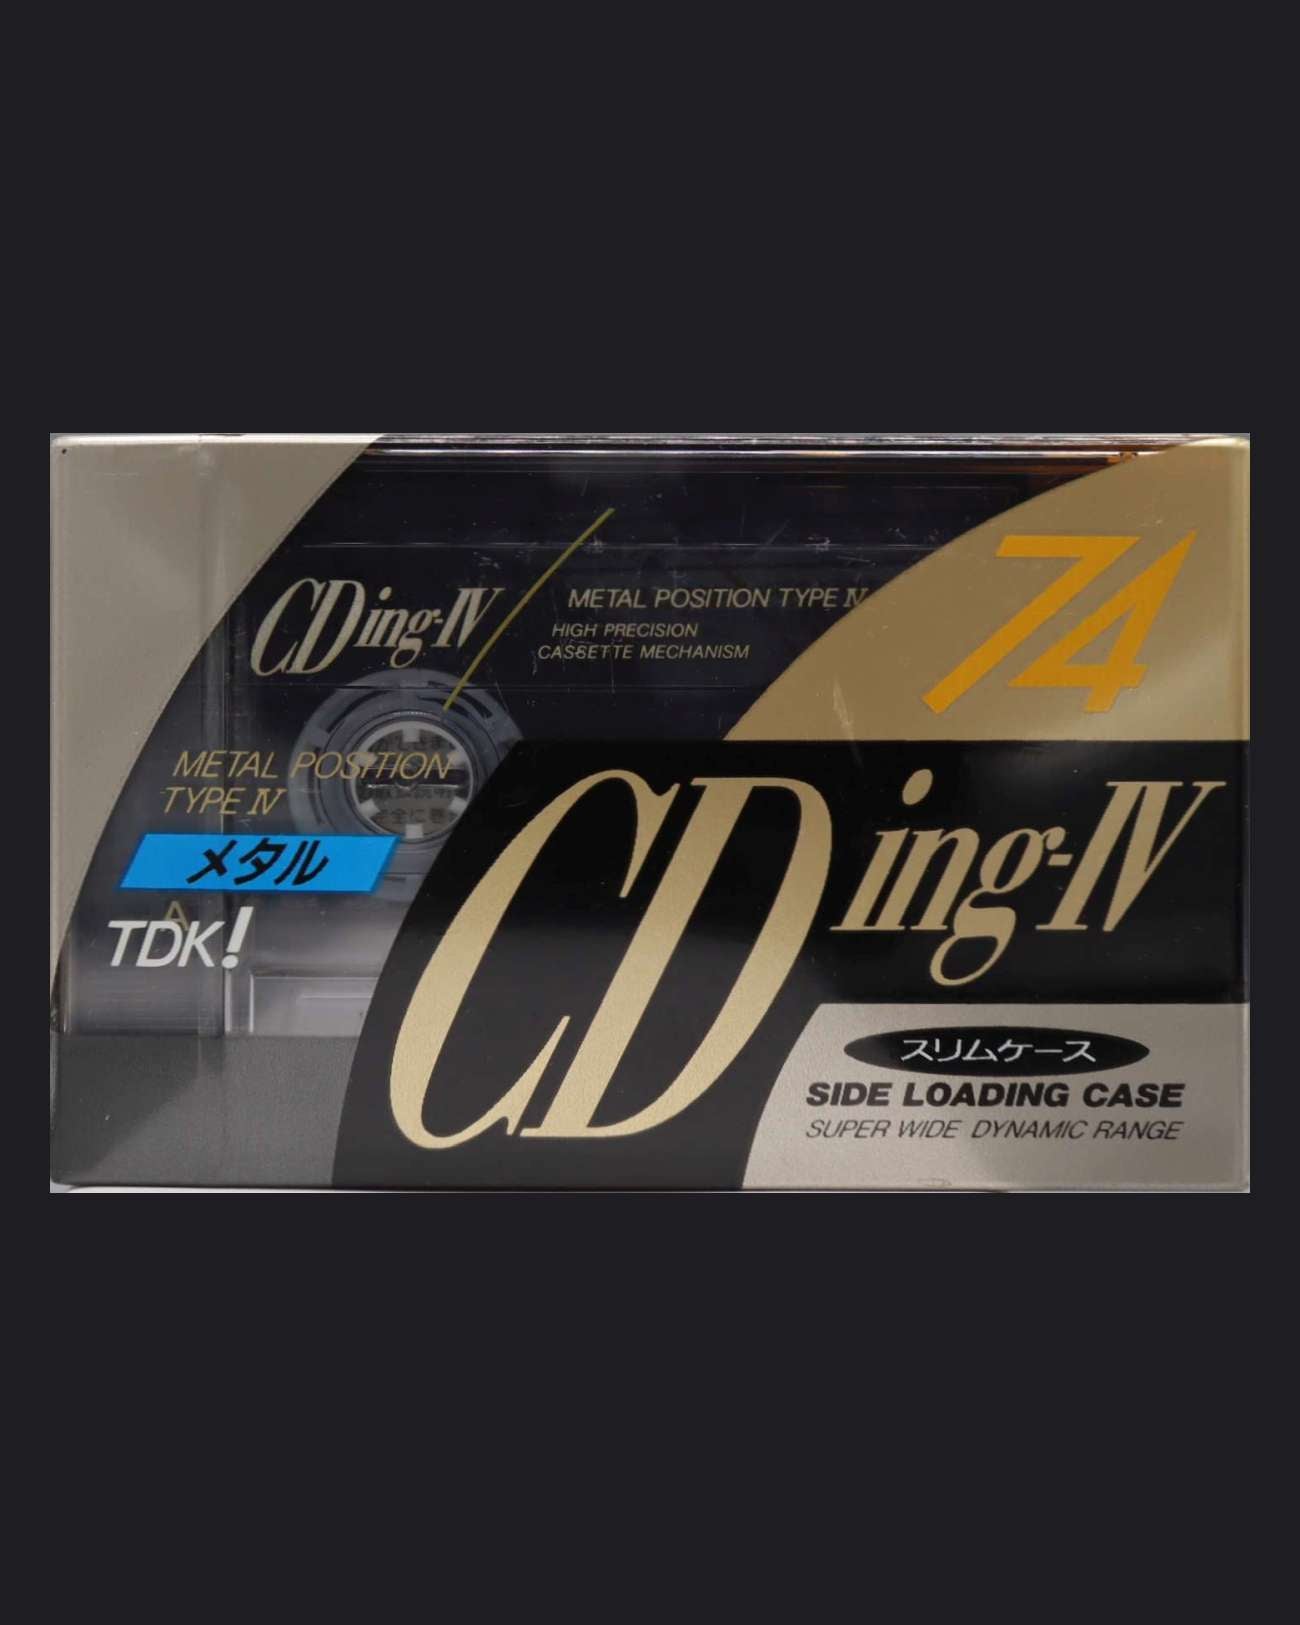 74
CDing-IV
METAL POSITION TYPE IV
HIGH PRECISION
CASSETTE MECHANISM
METAL POSITION
TYPE IV
メタル
A
TDK!
CDing-IV
スリムケース
SIDE LOADING CASE
SUPER WIDE DYNAMIC RANGE